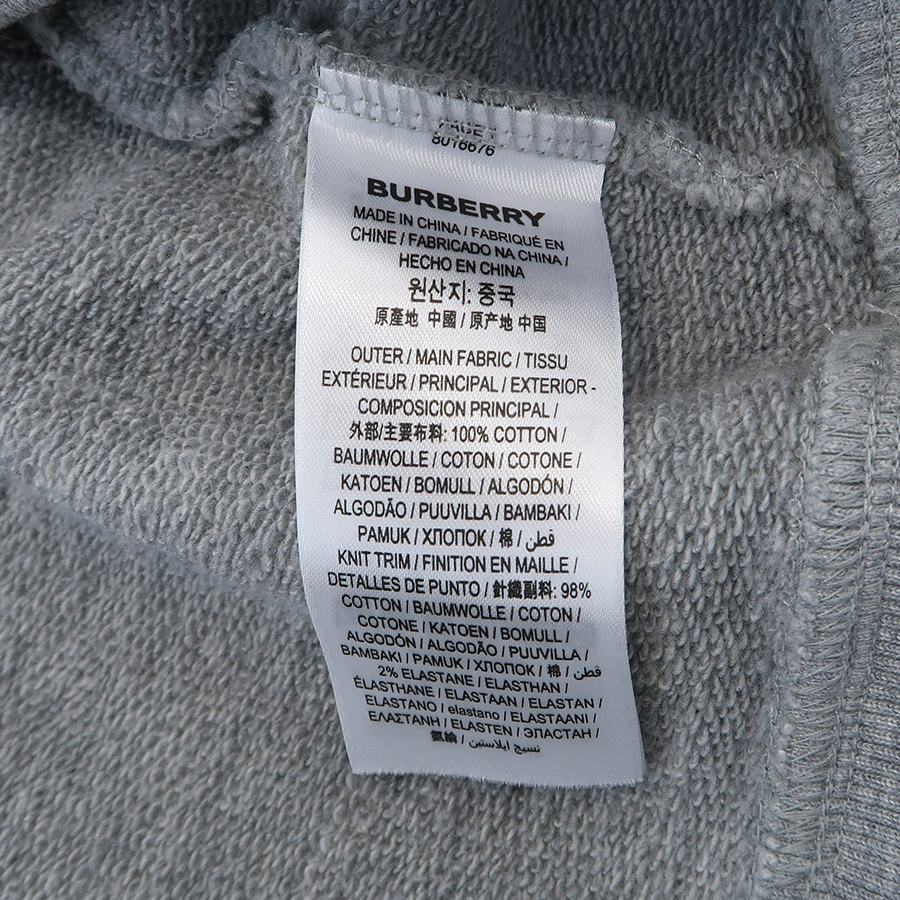 PAGE 1
8016676
BURBERRY
MADE IN CHINA / FABRIQUÉ EN
CHINE / FABRICADO NA CHINA /
HECHO EN CHINA
원산지: 중국
原產地 中國 / 原产地 中国
OUTER / MAIN FABRIC / TISSU
EXTÉRIEUR / PRINCIPAL / EXTERIOR -
COMPOSICION PRINCIPAL /
外部/主要布料: 100% COTTON /
BAUMWOLLE / COTON / COTONE /
KATOEN / BOMULL / ALGODÓN /
ALGODÃO / PUUVILLA / BAMBAKI /
PAMUK / ХЛОПОК / 棉 / قطن /
KNIT TRIM / FINITION EN MAILLE /
DETALLES DE PUNTO / 針織副料: 98%
COTTON / BAUMWOLLE / COTON /
COTONE / KATOEN / BOMULL /
ALGODÓN / ALGODÃO / PUUVILLA /
BAMBAKI / PAMUK / ХЛОПОК / 棉 / قطن /
2% ELASTANE / ELASTHAN /
ÉLASTHANE / ELASTAAN / ELASTAN /
ELASTANO / elastano / ELASTAANI /
ΕΛΑΣΤΑΝΗ / ELASTEN / ЭЛАСТАН /
氨綸 / نسيج ايلاستين